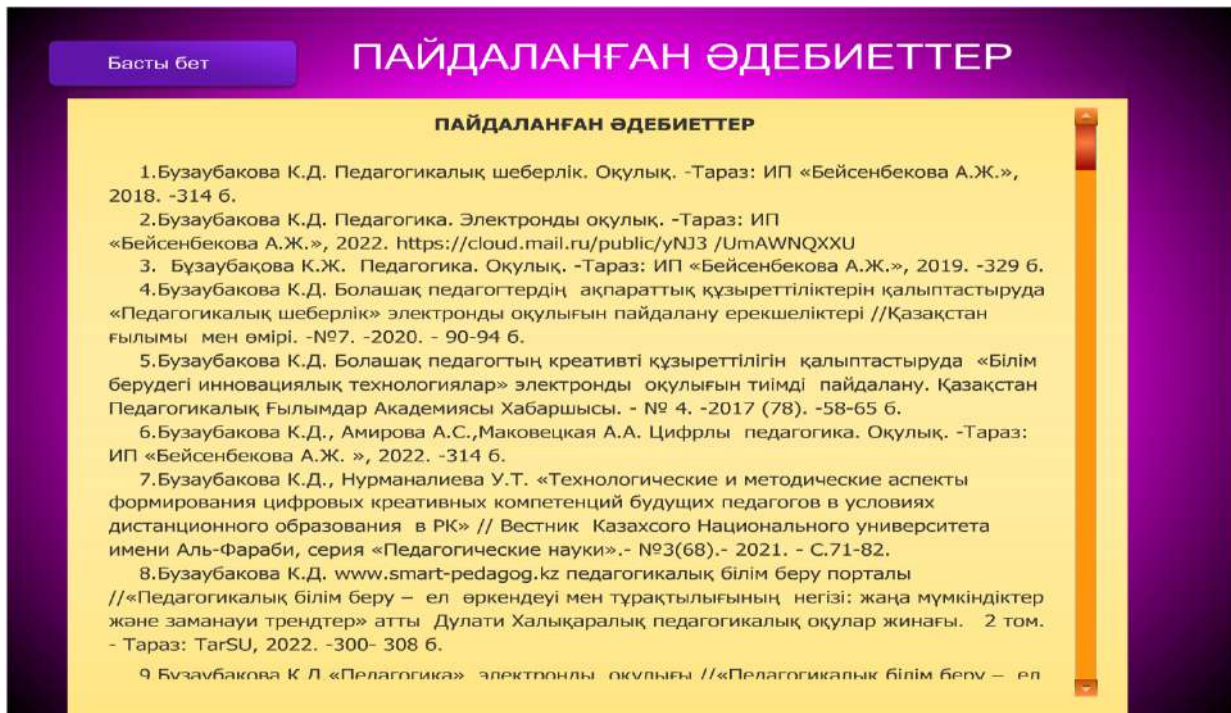 Басты бет
ПАЙДАЛАНҒАН ӘДЕБИЕТТЕР
ПАЙДАЛАНҒАН ӘДЕБИЕТТЕР
1.Бузаубакова К.Д. Педагогикалық шеберлік. Оқулық. -Тараз: ИП «Бейсенбекова А.Ж.»,
2018. -314 б.
2.Бузаубакова К.Д. Педагогика. Электронды оқулық. -Тараз: ИП
«Бейсенбекова А.Ж.», 2022. https://cloud.mail.ru/public/yNJ3 /UmAWNQXXU
3. Бұзаубақова К.Ж. Педагогика. Оқулық. -Тараз: ИП «Бейсенбекова А.Ж.», 2019. -329 б.
4.Бузаубакова К.Д. Болашақ педагогтердің ақпараттық құзыреттіліктерін қалыптастыруда
«Педагогикалық шеберлік» электронды оқулығын пайдалану ерекшеліктері //Қазақстан
ғылымы мен өмірі. -№7. -2020. - 90-94 б.
5.Бузаубакова К.Д. Болашақ педагогтың креативті құзыреттілігін қалыптастыруда «Білім
берудегі инновациялық технологиялар» электронды оқулығын тиімді пайдалану. Қазақстан
Педагогикалық Ғылымдар Академиясы Хабаршысы. - № 4. -2017 (78). -58-65 б.
6.Бузаубакова К.Д., Амирова А.С.,Маковецкая А.А. Цифрлы педагогика. Оқулық. -Тараз:
ИП «Бейсенбекова А.Ж. », 2022. -314 б.
7.Бузаубакова К.Д., Нурманалиева У.Т. «Технологические и методические аспекты
формирования цифровых креативных компетенций будущих педагогов в условиях
дистанционного образования в РК» // Вестник Казахсого Национального университета
имени Аль-Фараби, серия «Педагогические науки».- №3(68).- 2021. - С.71-82.
8.Бузаубакова К.Д. www.smart-pedagog.kz педагогикалық білім беру порталы
//«Педагогикалық білім беру – ел өркендеуі мен тұрақтылығының негізі: жаңа мүмкіндіктер
және заманауи трендтер» атты Дулати Халықаралық педагогикалық оқулар жинағы. 2 том.
- Тараз: TarSU, 2022. -300- 308 б.
9.Бузаубакова К.Д.«Педагогика» электронды оқулығы //«Педагогикалық білім беру – ел